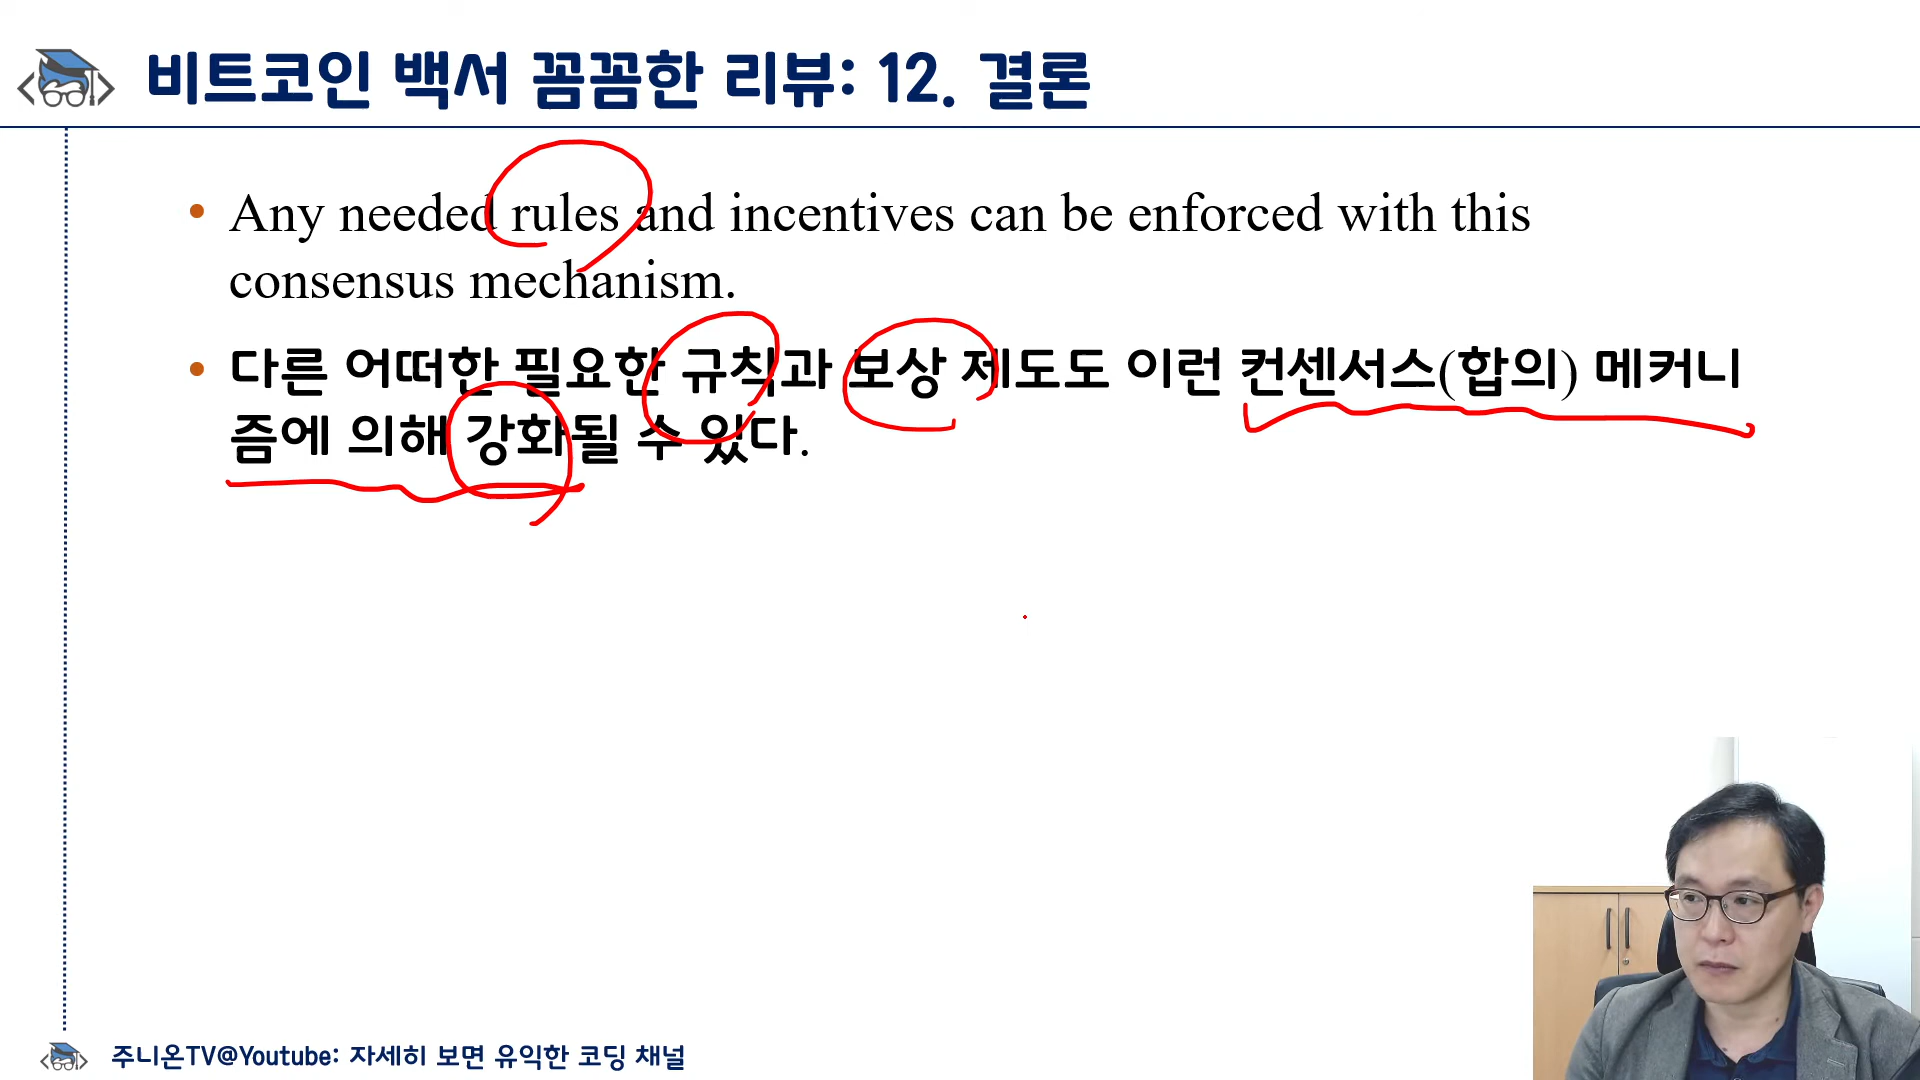 비트코인 백서 꼼꼼한 리뷰: 12. 결론
• Any needed rules and incentives can be enforced with this
consensus mechanism.
• 다른 어떠한 필요한 규칙과 보상 제도도 이런 컨센서스(합의) 메커니
즘에 의해 강화될 수 있다.
주니온TV@Youtube: 자세히 보면 유익한 코딩 채널